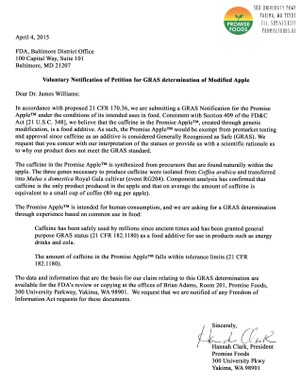 PROMISE
FOODS
300 UNIVERSITY PKWY
YAKIMA, WA 98901
April 4, 2015
FDA, Baltimore District Office
100 Capital Way, Suite 101
Baltimore, MD 21207
Voluntary Notification of Petition for GRAS determination of Modified Apple
Dear Dr. James Williams:
In accordance with proposed 21 CFR 170.36, we are submitting a GRAS Notification for the Promise
Apple™ under the conditions of its intended uses in food. Consistent with Section 409 of the FD&C
Act [21 U.S.C. 348], we believe that the caffeine in the Promise Apple™, created through genetic
modification, is a food additive. As such, the Promise Apple™ would be exempt from premarket testing
and approval since caffeine as an additive is considered Generally Recognized as Safe (GRAS). We
request that you concur with our interpretation of the statues or provide us with a scientific rationale as
to why our product does not meet the GRAS standard.
The caffeine in the Promise Apple™ is synthesized from precursors that are found naturally within the
apple. The three genes necessary to produce caffeine were isolated from Coffea arabica and transferred
into Malus x domestica Royal Gala cultivar (event RG204). Component analysis has confirmed that
caffeine is the only product produced in the apple and that on average the amount of caffeine is
equivalent to a small cup of coffee (80 mg per apple).
The Promise Apple™ is intended for human consumption, and we are asking for a GRAS determination
through experience based on common use in food:
Caffeine has been safely used by millions since ancient times and has been granted general
purpose GRAS status (21 CFR 182.1180) as a food additive for use in products such as energy
drinks and cola.
The amount of caffeine in the Promise Apple™ falls within tolerance limits (21 CFR
182.1180).
The data and information that are the basis for our claim relating to this GRAS determination are
available for the FDA's review or copying at the offices of Brian Adams, Room 201, Promise Foods,
300 University Parkway, Yakima, WA 98901. We request that we notified of any Freedom of
Information Act requests for these documents.
Sincerely,
Hannah Clark
Hannah Clark, President
Promise Foods
300 University Pkwy
Yakima, WA 98901